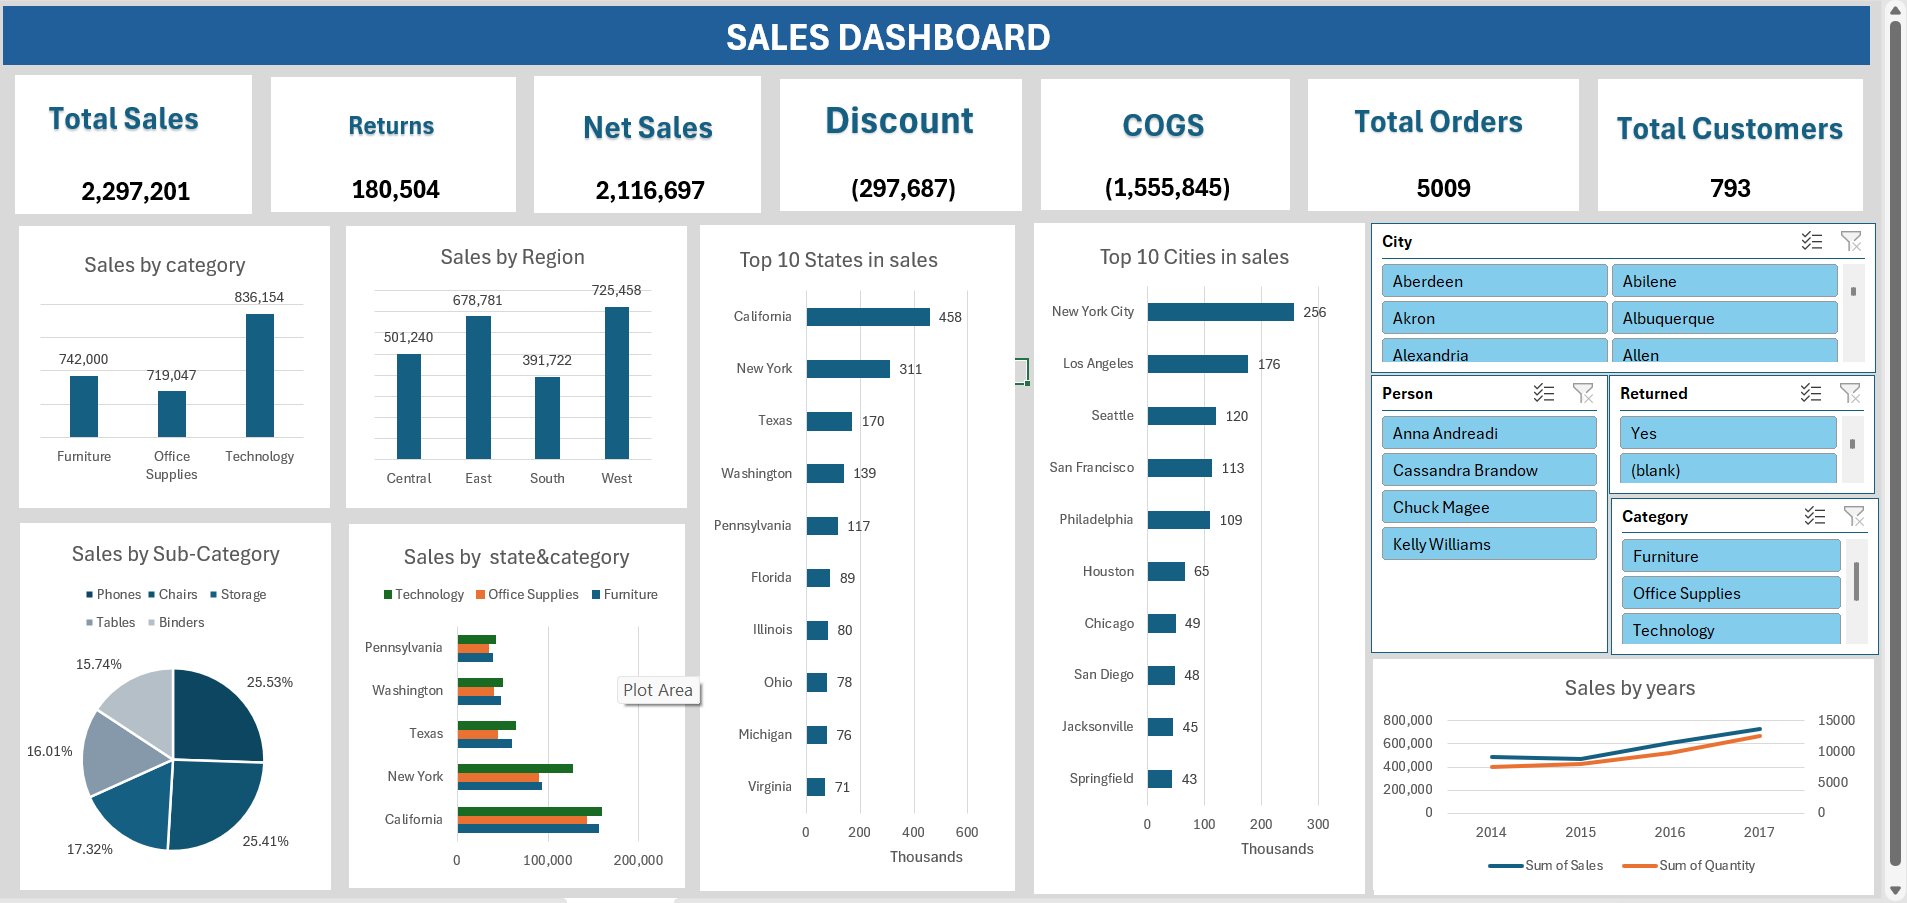 SALES DASHBOARD
Total Sales
2,297,201
Returns
180,504
Net Sales
2,116,697
Discount
(297,687)
COGS
(1,555,845)
Total Orders
5009
Total Customers
793
Sales by category
836,154
742,000
719,047
Furniture
Office
Supplies
Technology
Sales by Region
725,458
678,781
501,240
391,722
Central East South West
Top 10 States in sales
California 458
New York 311
Texas 170
Washington 139
Pennsylvania 117
Florida 89
Illinois 80
Ohio 78
Michigan 76
Virginia 71
0 200 400 600
Thousands
Top 10 Cities in sales
New York City 256
Los Angeles 176
Seattle 120
San Francisco 113
Philadelphia 109
Houston 65
Chicago 49
San Diego 48
Jacksonville 45
Springfield 43
0 100 200 300
Thousands
City
Aberdeen Abilene
Akron Albuquerque
Alexandria Allen
Person
Anna Andreadi
Cassandra Brandow
Chuck Magee
Kelly Williams
Returned
Yes
(blank)
Category
Furniture
Office Supplies
Technology
Sales by Sub-Category
Phones Chairs Storage
Tables Binders
15.74%
25.53%
16.01%
17.32%
25.41%
Sales by  state&category
Technology Office Supplies Furniture
Pennsylvania
Washington
Texas
New York
California
0 100,000 200,000
Plot Area
Sales by years
800,000 15000
600,000
10000
400,000
5000
200,000
0 0
2014 2015 2016 2017
Sum of Sales Sum of Quantity